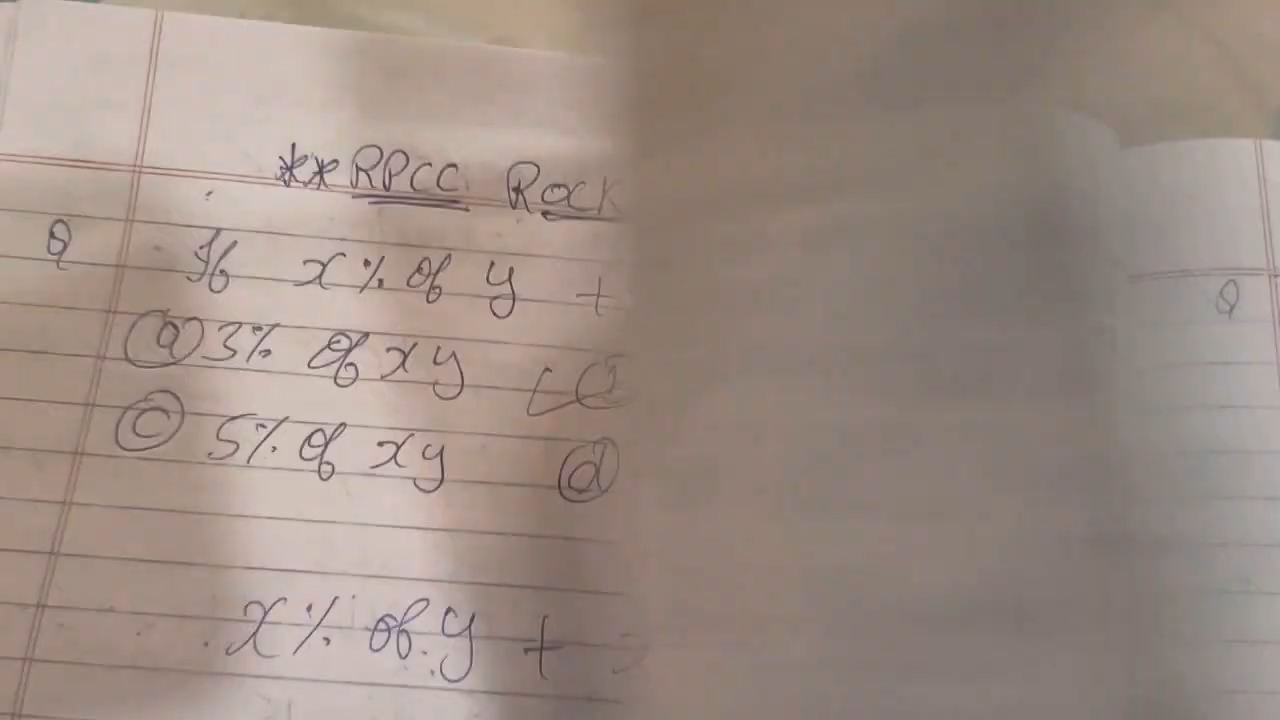 ** RPCC Rock
Q If x% of y +
(a) 3% of xy
(c) 5% of xy (d)
x% of y +
Q